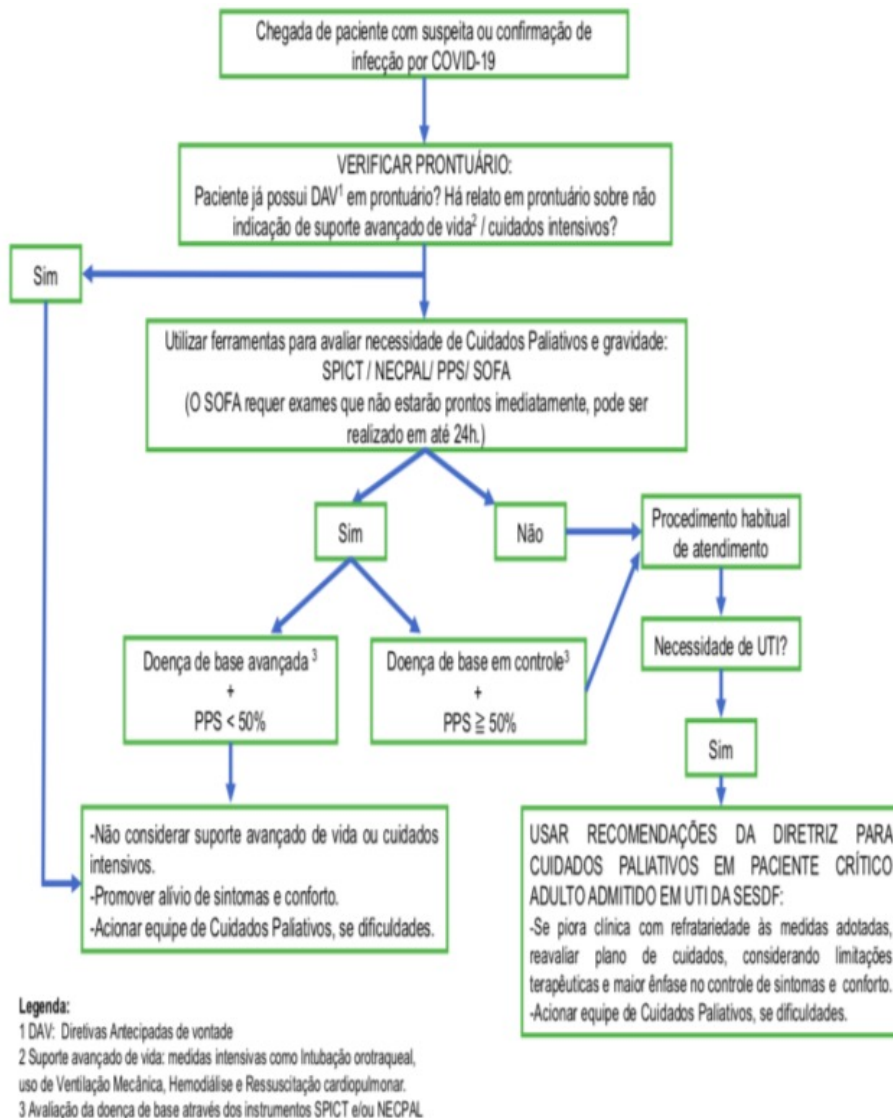 Chegada de paciente com suspeita ou confirmação de
infecção por COVID-19
VERIFICAR PRONTUÁRIO:
Paciente já possui DAV¹ em prontuário? Há relato em prontuário sobre não
indicação de suporte avançado de vida² / cuidados intensivos?
Sim
Utilizar ferramentas para avaliar necessidade de Cuidados Paliativos e gravidade:
SPICT / NECPAL/ PPS/ SOFA
(O SOFA requer exames que não estarão prontos imediatamente, pode ser
realizado em até 24h.)
Sim
Não
Procedimento habitual
de atendimento
Necessidade de UTI?
Sim
Doença de base avançada ³
+
PPS < 50%
Doença de base em controle³
+
PPS ≧ 50%
-Não considerar suporte avançado de vida ou cuidados
intensivos.
-Promover alívio de sintomas e conforto.
-Acionar equipe de Cuidados Paliativos, se dificuldades.
USAR RECOMENDAÇÕES DA DIRETRIZ PARA
CUIDADOS PALIATIVOS EM PACIENTE CRÍTICO
ADULTO ADMITIDO EM UTI DA SESDF:
-Se piora clínica com refratariedade às medidas adotadas,
reavaliar plano de cuidados, considerando limitações
terapêuticas e maior ênfase no controle de sintomas e conforto.
-Acionar equipe de Cuidados Paliativos, se dificuldades.
Legenda:
1 DAV: Diretivas Antecipadas de vontade
2 Suporte avançado de vida: medidas intensivas como Intubação orotraqueal,
uso de Ventilação Mecânica, Hemodiálise e Ressuscitação cardiopulmonar.
3 Avaliação da doença de base através dos instrumentos SPICT e/ou NECPAL